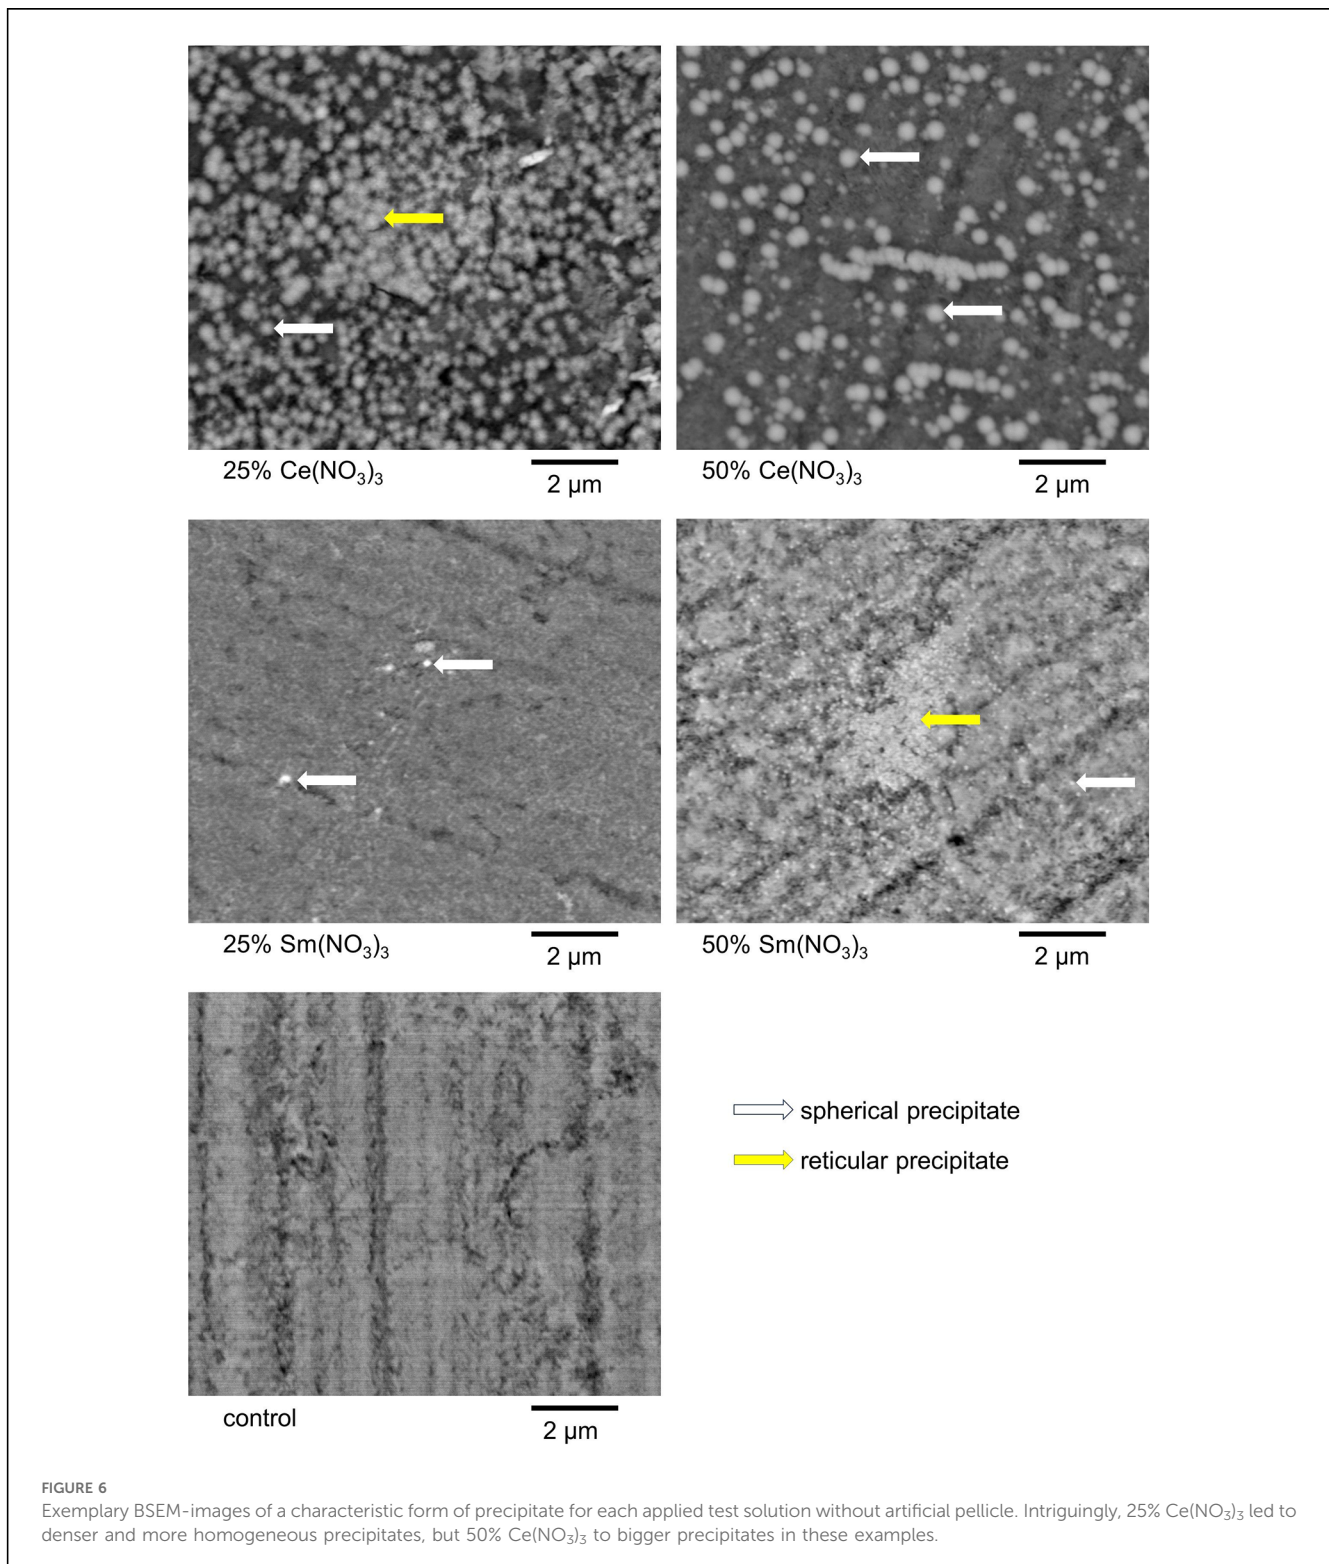 25% Ce(NO₃)₃
2 µm
50% Ce(NO₃)₃
2 µm
25% Sm(NO₃)₃
2 µm
50% Sm(NO₃)₃
2 µm
spherical precipitate
reticular precipitate
control
2 µm
FIGURE 6
Exemplary BSEM-images of a characteristic form of precipitate for each applied test solution without artificial pellicle. Intriguingly, 25% Ce(NO₃)₃ led to
denser and more homogeneous precipitates, but 50% Ce(NO₃)₃ to bigger precipitates in these examples.